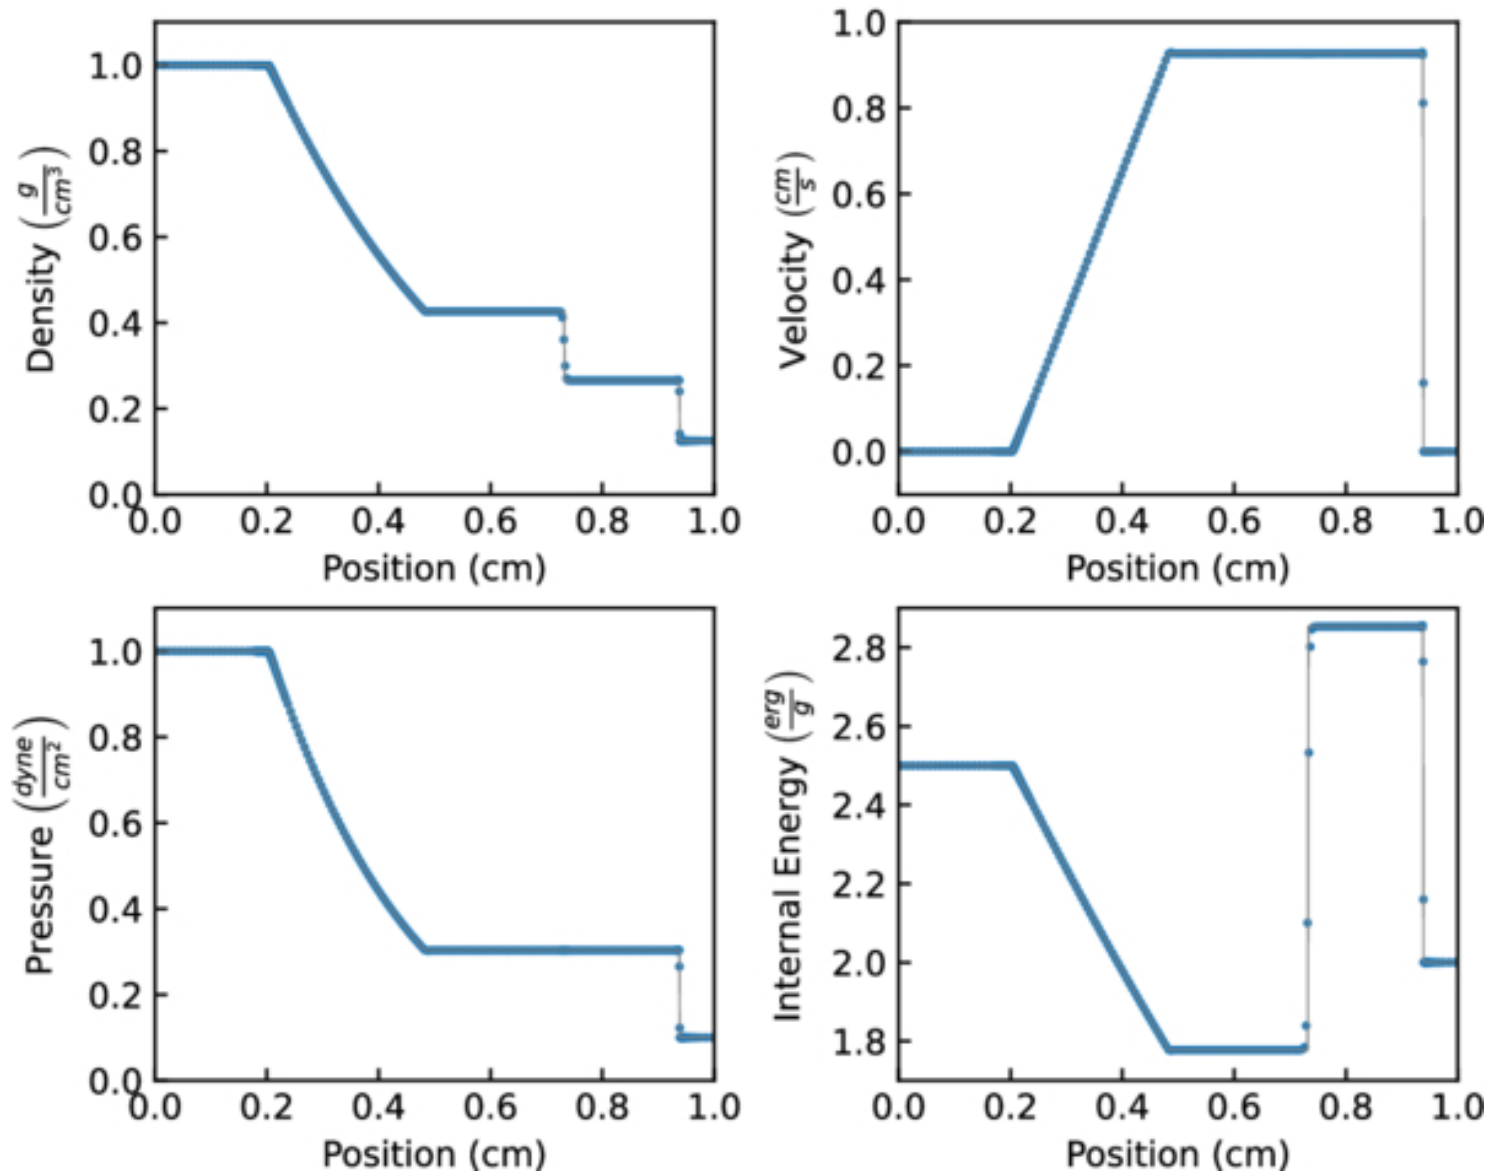 Density (g/cm³)
1.0
0.8
0.6
0.4
0.2
0.0
0.0 0.2 0.4 0.6 0.8 1.0
Position (cm)
Velocity (cm/s)
1.0
0.8
0.6
0.4
0.2
0.0
0.0 0.2 0.4 0.6 0.8 1.0
Position (cm)
Pressure (dyne/cm²)
1.0
0.8
0.6
0.4
0.2
0.0
0.0 0.2 0.4 0.6 0.8 1.0
Position (cm)
Internal Energy (erg/g)
2.8
2.6
2.4
2.2
2.0
1.8
0.0 0.2 0.4 0.6 0.8 1.0
Position (cm)